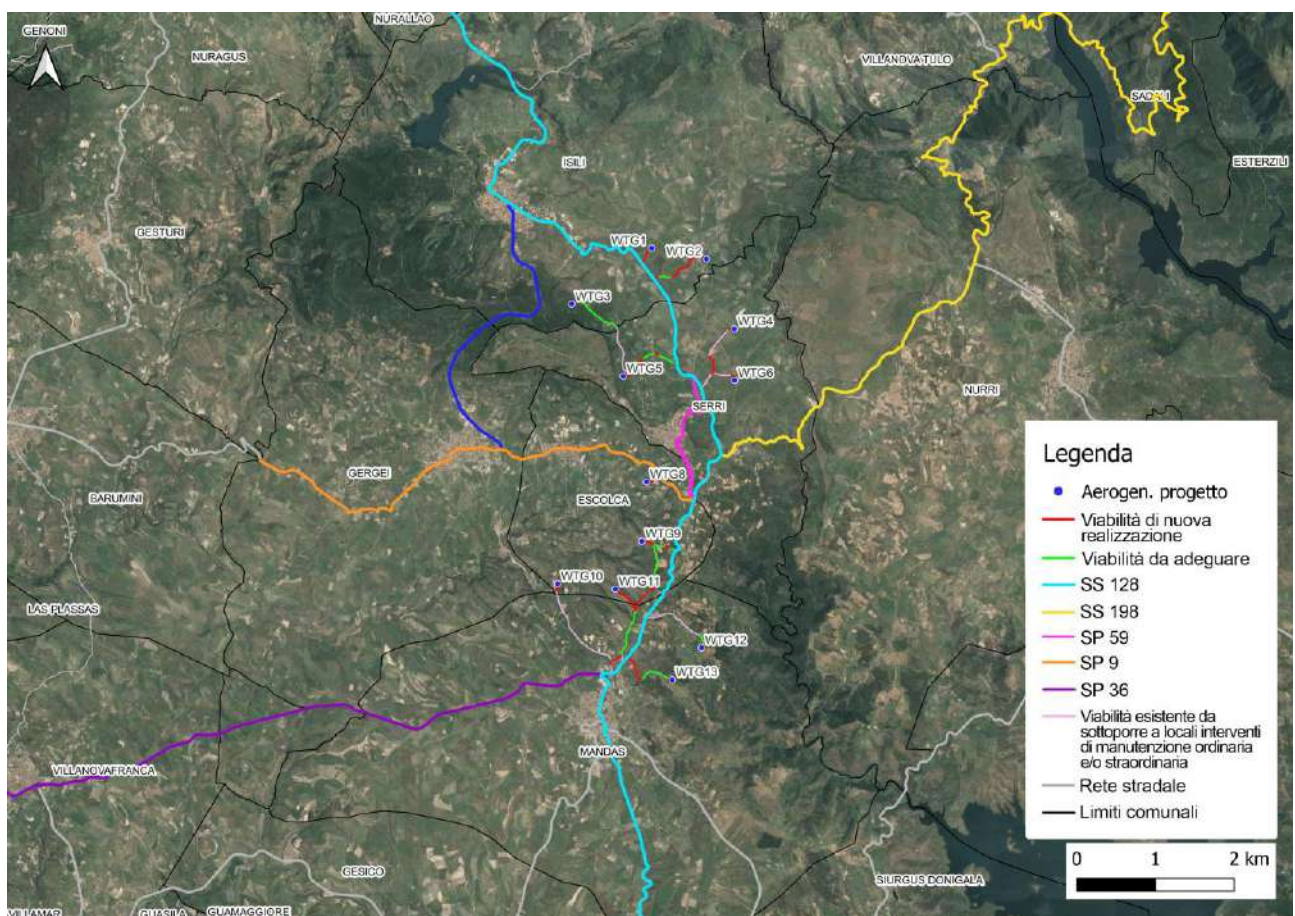 GENONI
NURALLAO
NURAGUS
VILLANOVA TULO
SADALI
ISILI
ESTERZILI
GESTURI
WTG1
WTG2
WTG3
WTG4
WTG5
WTG6
SERRI
NURRI
GERGEI
WTG8
BARUMINI
ESCOLCA
WTG9
WTG10
WTG11
LAS PLASSAS
WTG12
WTG13
MANDAS
VILLANOVAFRANCA
GESICO
SIURGUS DONIGALA
VILLAMAR
GUASILA
GUAMAGGIORE
Legenda
Aerogen. progetto
Viabilità di nuova
realizzazione
Viabilità da adeguare
SS 128
SS 198
SP 59
SP 9
SP 36
Viabilità esistente da
sottoporre a locali interventi
di manutenzione ordinaria
e/o straordinaria
Rete stradale
Limiti comunali
0 1 2 km